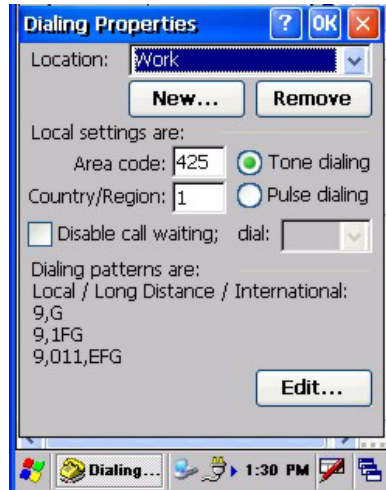 Dialing Properties ? OK
Location: Work
New... Remove
Local settings are:
Area code: 425 Tone dialing
Country/Region: 1 Pulse dialing
Disable call waiting; dial:
Dialing patterns are:
Local / Long Distance / International:
9,G
9,1FG
9,011,EFG
Edit...
Dialing... 1:30 PM